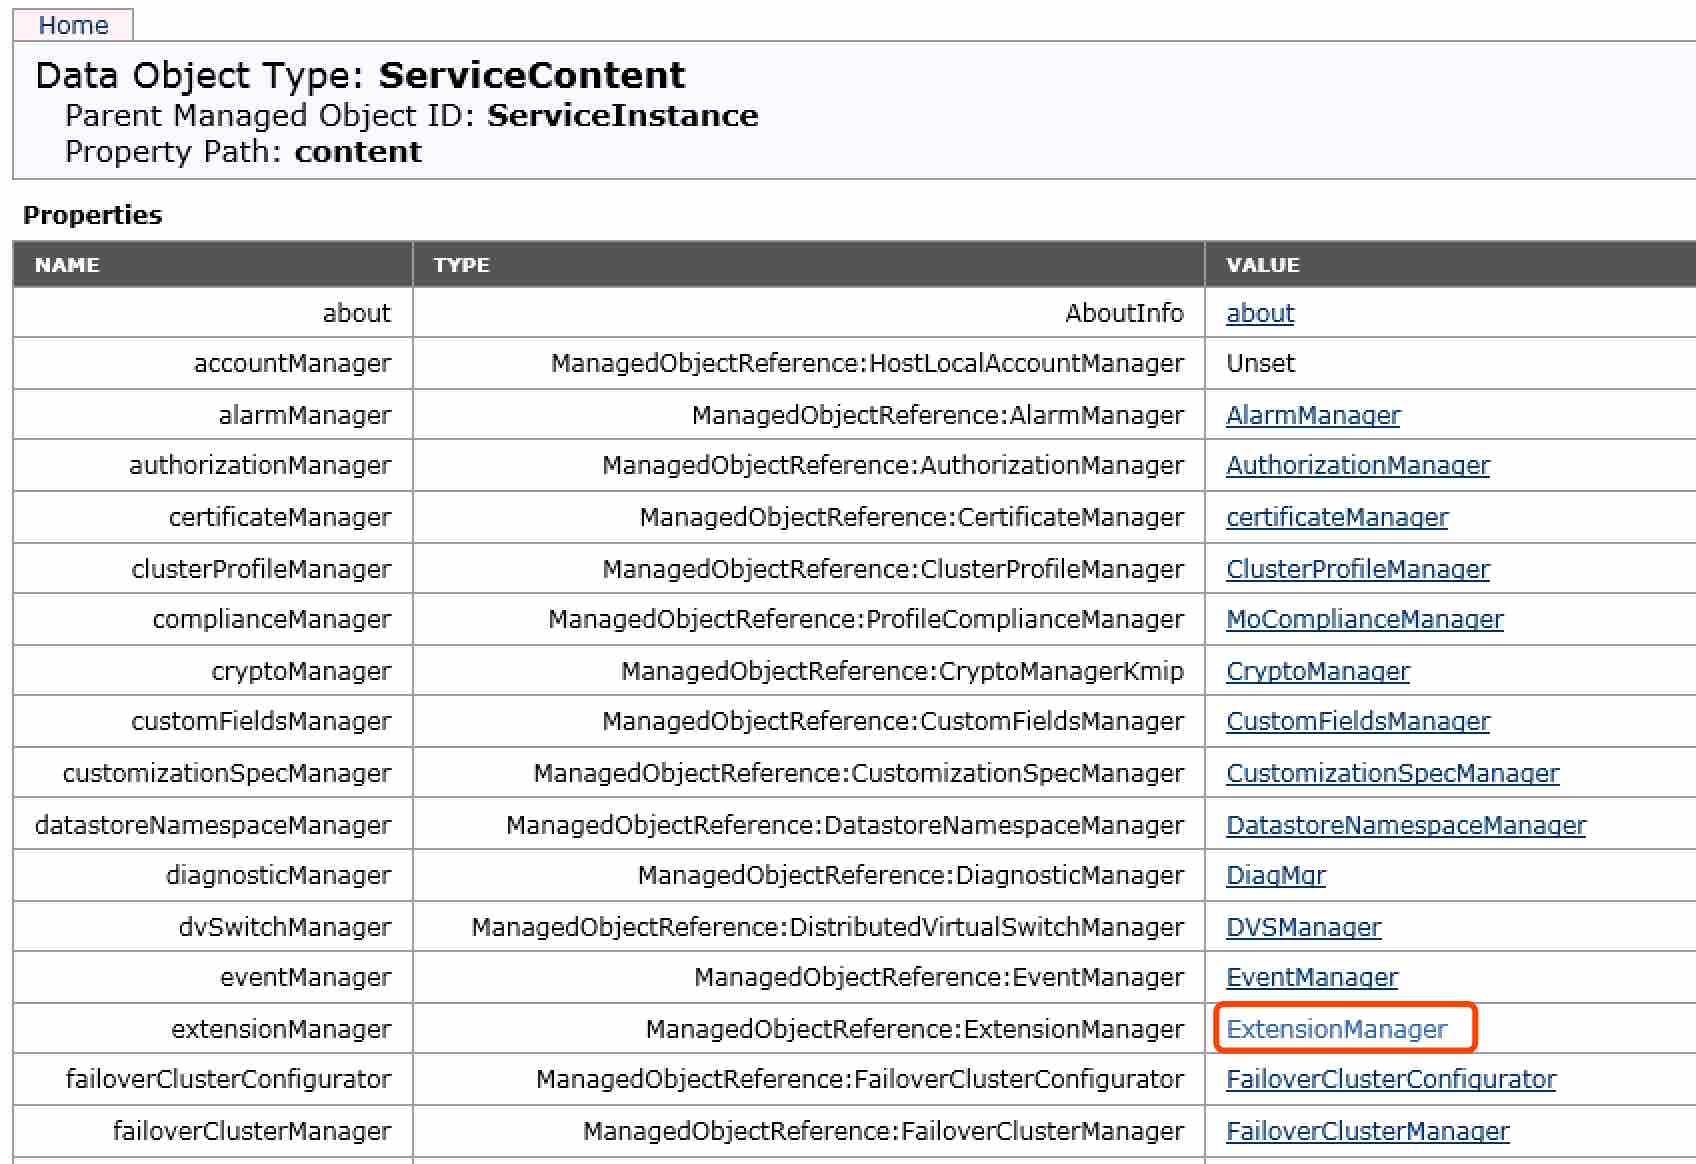 Home
Data Object Type: ServiceContent
Parent Managed Object ID: ServiceInstance
Property Path: content
Properties
NAME TYPE VALUE
about AboutInfo about
accountManager ManagedObjectReference:HostLocalAccountManager Unset
alarmManager ManagedObjectReference:AlarmManager AlarmManager
authorizationManager ManagedObjectReference:AuthorizationManager AuthorizationManager
certificateManager ManagedObjectReference:CertificateManager certificateManager
clusterProfileManager ManagedObjectReference:ClusterProfileManager ClusterProfileManager
complianceManager ManagedObjectReference:ProfileComplianceManager MoComplianceManager
cryptoManager ManagedObjectReference:CryptoManagerKmip CryptoManager
customFieldsManager ManagedObjectReference:CustomFieldsManager CustomFieldsManager
customizationSpecManager ManagedObjectReference:CustomizationSpecManager CustomizationSpecManager
datastoreNamespaceManager ManagedObjectReference:DatastoreNamespaceManager DatastoreNamespaceManager
diagnosticManager ManagedObjectReference:DiagnosticManager DiagMgr
dvSwitchManager ManagedObjectReference:DistributedVirtualSwitchManager DVSManager
eventManager ManagedObjectReference:EventManager EventManager
extensionManager ManagedObjectReference:ExtensionManager ExtensionManager
failoverClusterConfigurator ManagedObjectReference:FailoverClusterConfigurator FailoverClusterConfigurator
failoverClusterManager ManagedObjectReference:FailoverClusterManager FailoverClusterManager